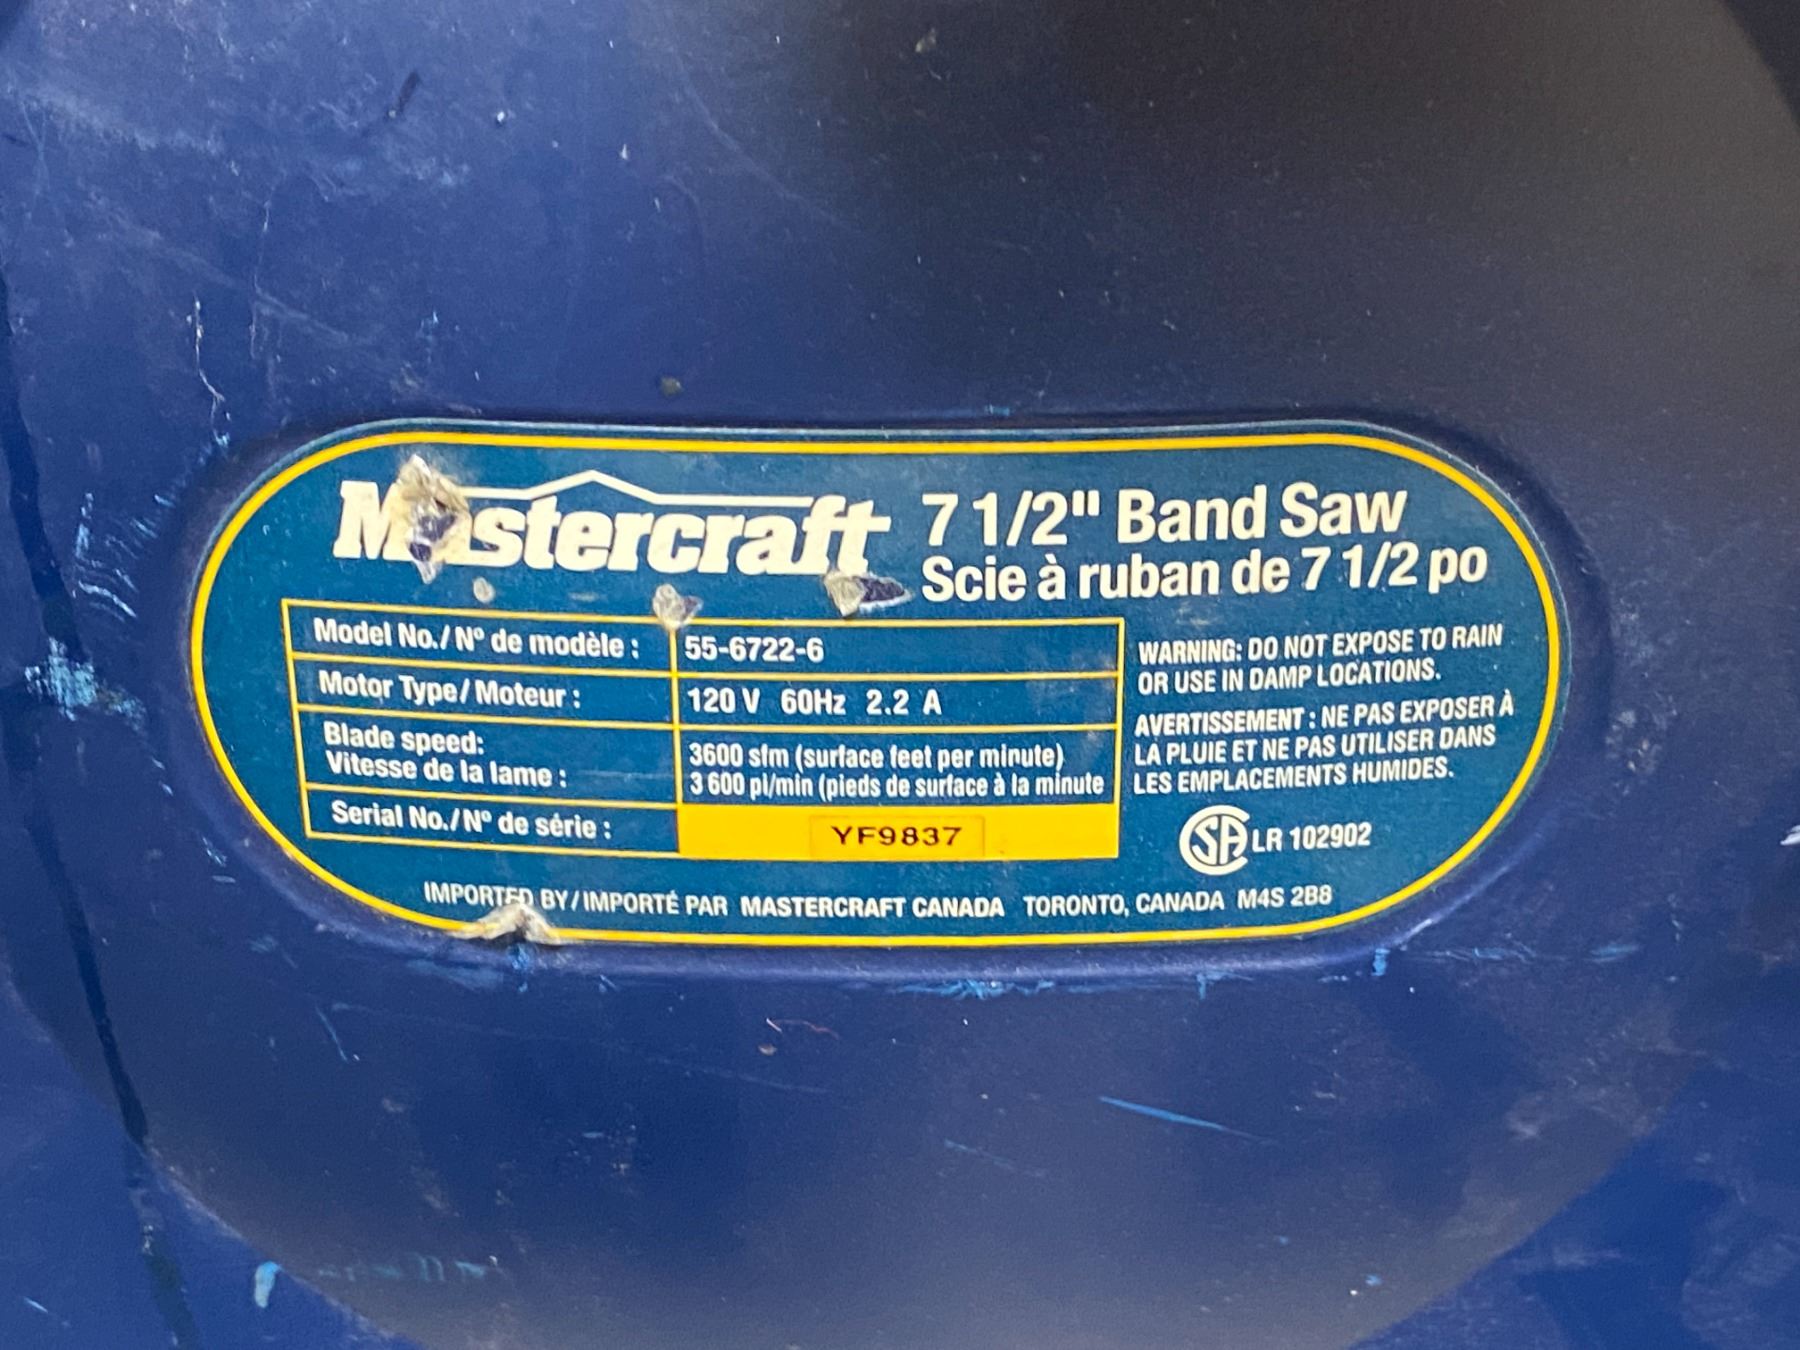 Mastercraft
7 1/2" Band Saw
Scie à ruban de 7 1/2 po
Model No./ Nº de modèle : 55-6722-6
Motor Type/ Moteur : 120 V 60Hz 2.2 A
Blade speed: 3600 sfm (surface feet per minute)
Vitesse de la lame : 3 600 pi/min (pieds de surface à la minute
Serial No./ Nº de série : YF9837
WARNING: DO NOT EXPOSE TO RAIN
OR USE IN DAMP LOCATIONS.
AVERTISSEMENT : NE PAS EXPOSER À
LA PLUIE ET NE PAS UTILISER DANS
LES EMPLACEMENTS HUMIDES.
SA LR 102902
IMPORTED BY / IMPORTÉ PAR MASTERCRAFT CANADA TORONTO, CANADA M4S 2B8